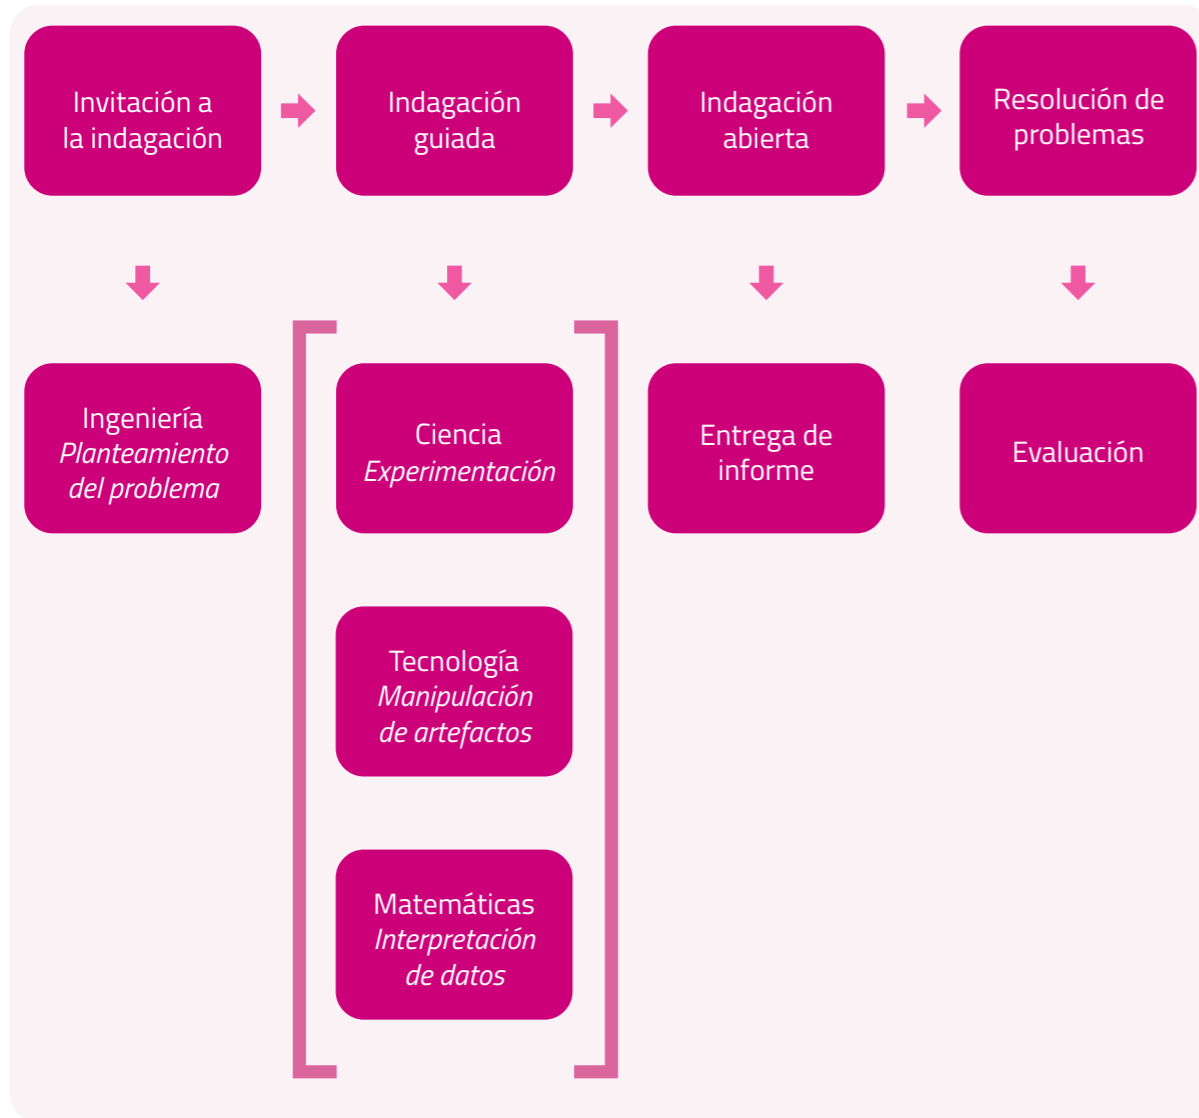 Invitación a
la indagación
Indagación
guiada
Indagación
abierta
Resolución de
problemas
Ingeniería
Planteamiento
del problema
Ciencia
Experimentación
Entrega de
informe
Evaluación
Tecnología
Manipulación
de artefactos
Matemáticas
Interpretación
de datos